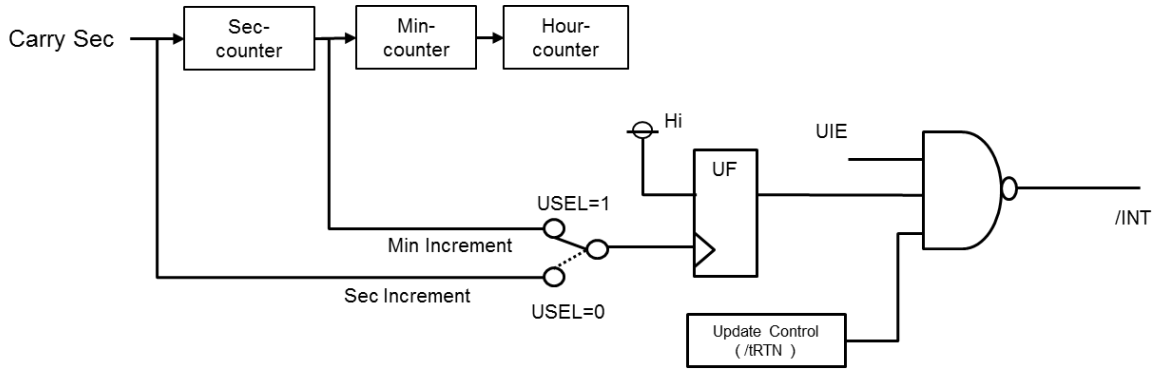 Carry Sec
Sec-
counter
Min-
counter
Hour-
counter
Hi
UIE
UF
USEL=1
/INT
Min Increment
Sec Increment
USEL=0
Update Control
( /tRTN )